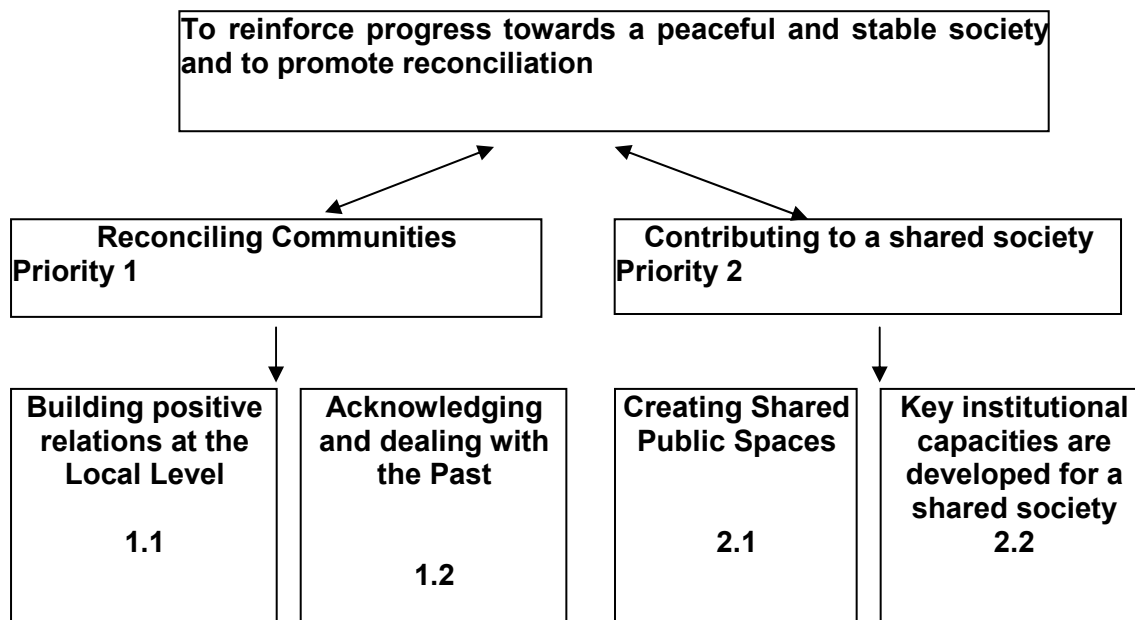 To reinforce progress towards a peaceful and stable society
and to promote reconciliation
Reconciling Communities
Priority 1
Contributing to a shared society
Priority 2
Building positive
relations at the
Local Level
1.1
Acknowledging
and dealing with
the Past
1.2
Creating Shared
Public Spaces
2.1
Key institutional
capacities are
developed for a
shared society
2.2